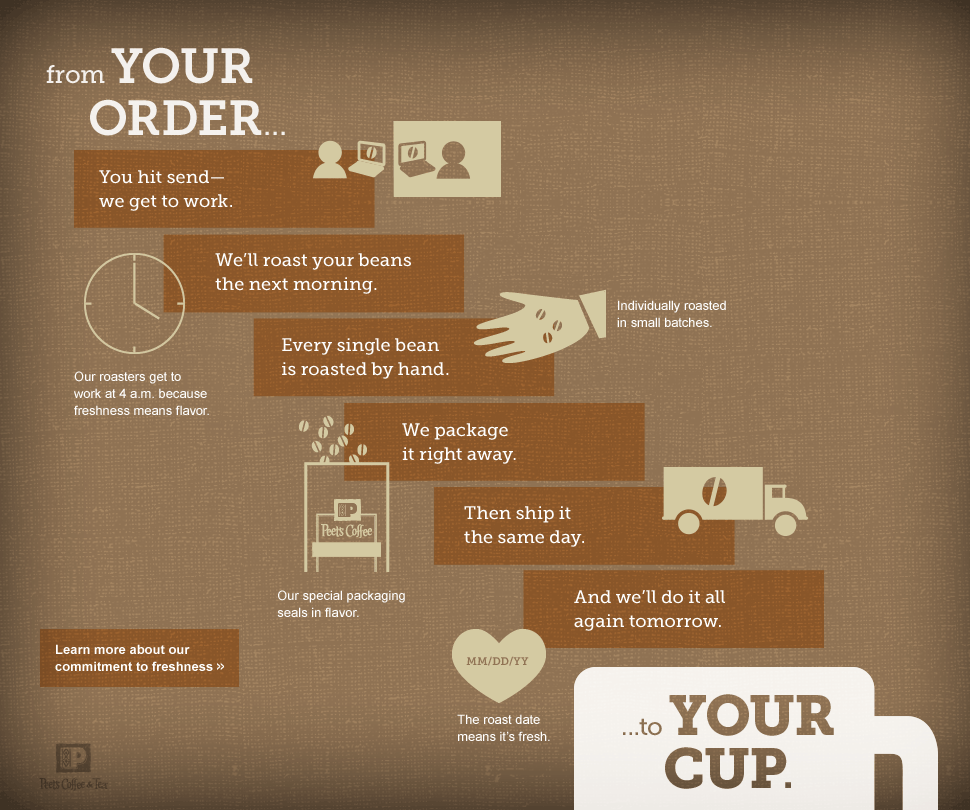 from YOUR
ORDER...
You hit send—
we get to work.
We'll roast your beans
the next morning.
Our roasters get to
work at 4 a.m. because
freshness means flavor.
Every single bean
is roasted by hand.
Individually roasted
in small batches.
We package
it right away.
Peet's Coffee
Our special packaging
seals in flavor.
Then ship it
the same day.
And we'll do it all
again tomorrow.
MM/DD/YY
The roast date
means it's fresh.
Learn more about our
commitment to freshness »
...to YOUR
CUP.
P
Peet's Coffee & Tea